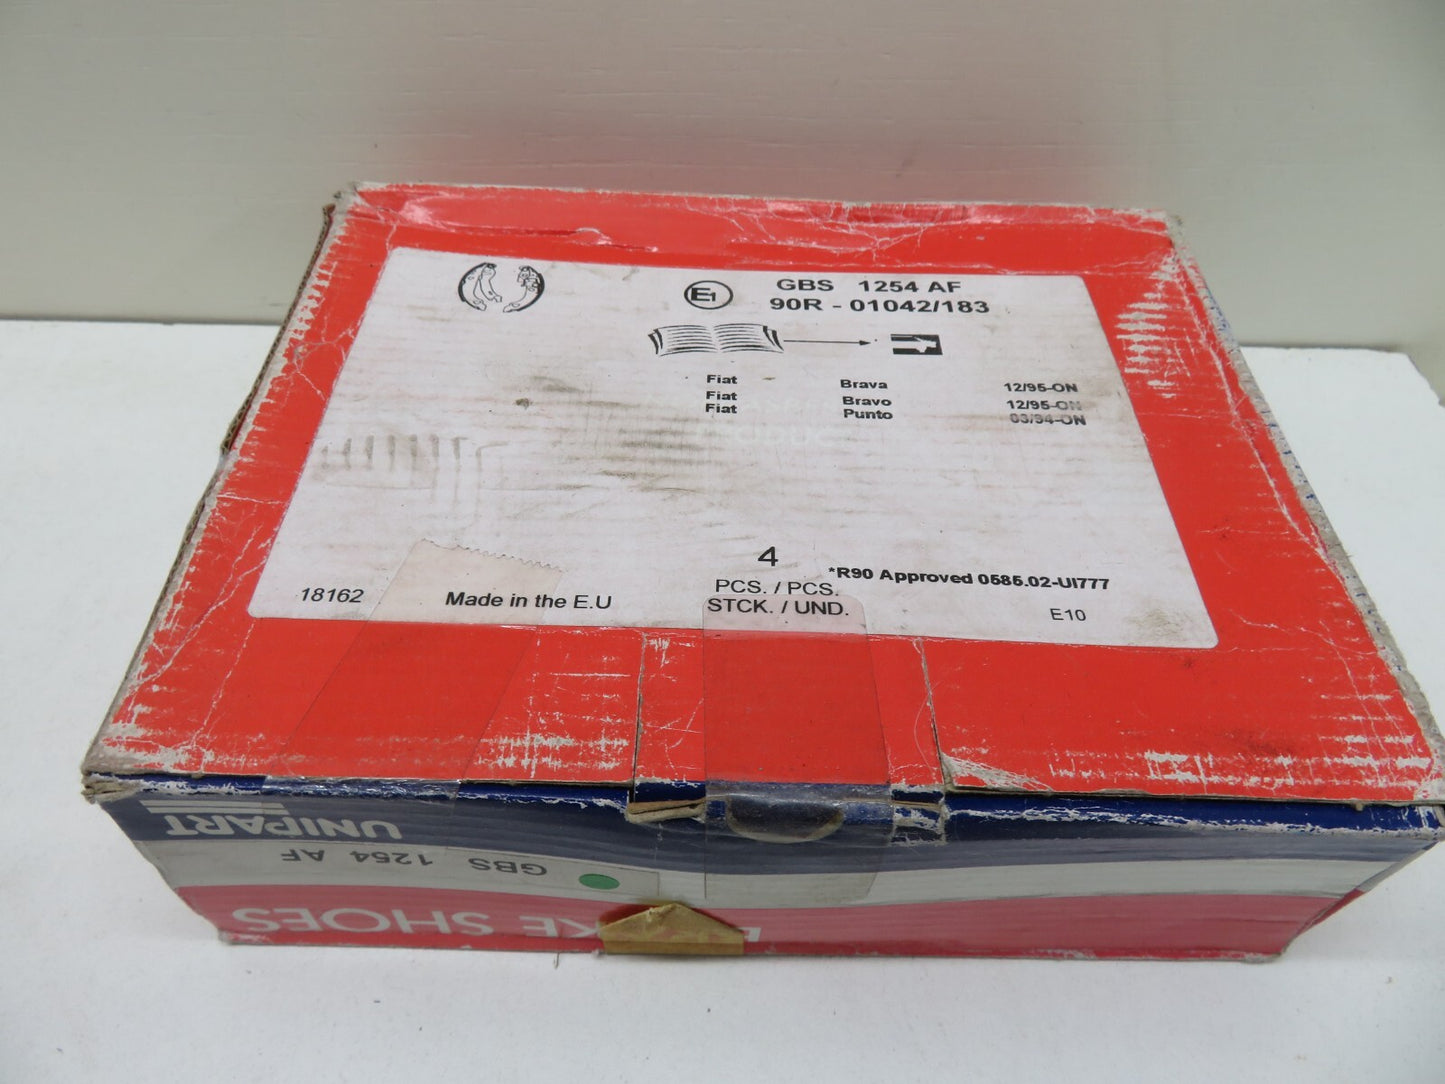 GBS 1254 AF
E1 90R - 01042/183
Fiat Brava 12/95-ON
Fiat Bravo 12/95-ON
Fiat Punto 03/94-ON
4
PCS. / PCS.
STCK. / UND.
*R90 Approved 0585.02-UI777
18162 Made in the E.U
E10
UNIPART
GBS 1254 AF
KE SHOES